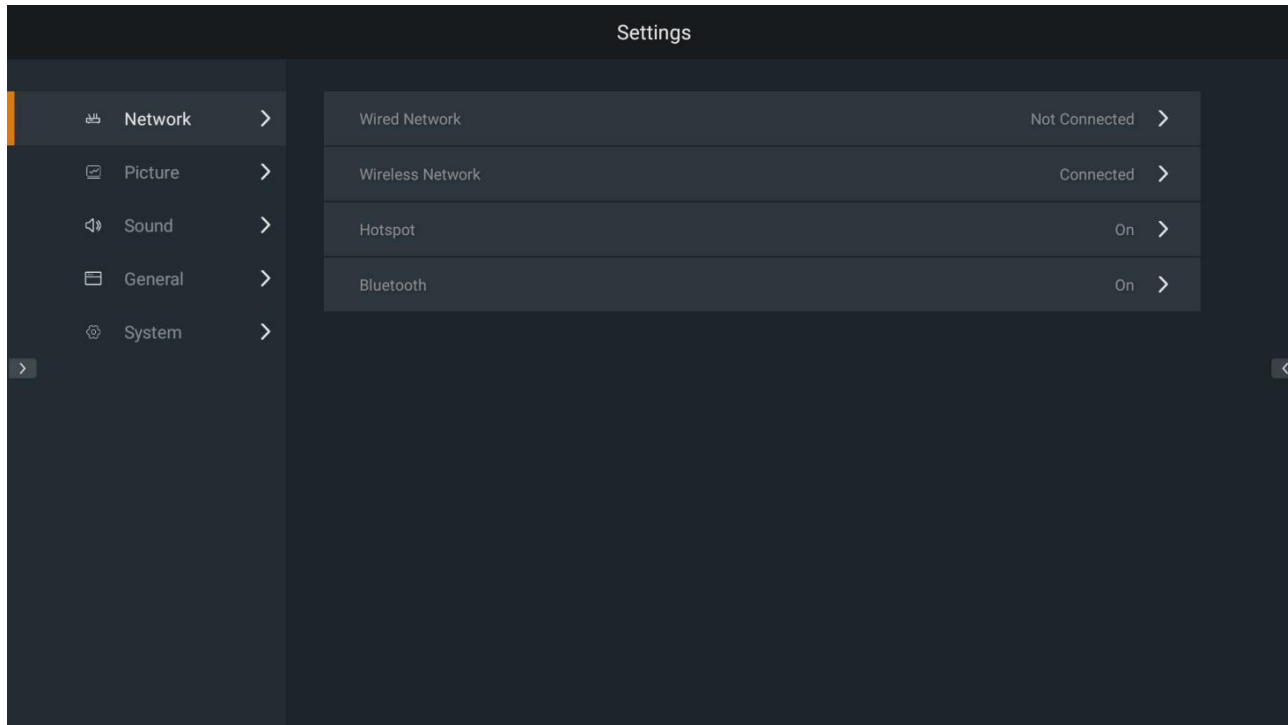 Settings
Network
Picture
Sound
General
System
Wired Network Not Connected
Wireless Network Connected
Hotspot On
Bluetooth On